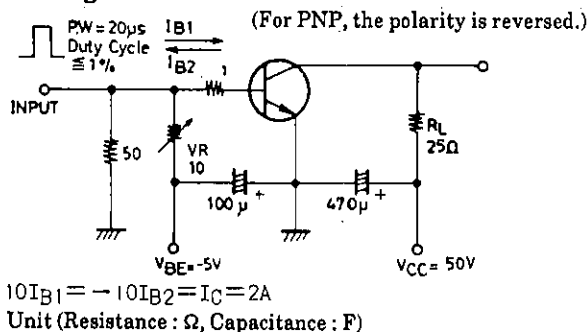 (For PNP, the polarity is reversed.)
P.W=20μs
Duty Cycle
≦1%
IB1
IB2
INPUT
1
50
VR
10
RL
25Ω
100μ
+
470μ
+
VBE=-5V
VCC=50V
10IB1=−10IB2=IC=2A
Unit (Resistance : Ω, Capacitance : F)